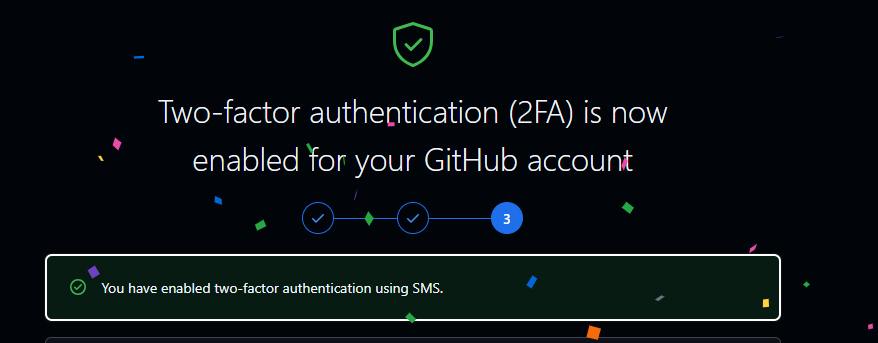 Two-factor authentication (2FA) is now
enabled for your GitHub account
3
You have enabled two-factor authentication using SMS.